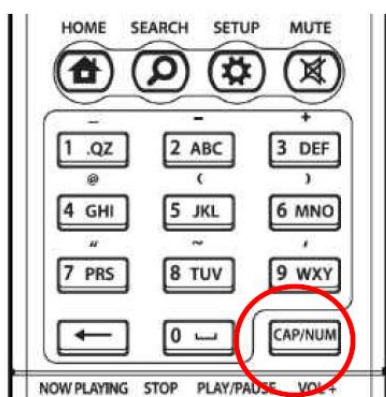 HOME SEARCH SETUP MUTE
_ - +
1 .QZ 2 ABC 3 DEF
@ ( )
4 GHI 5 JKL 6 MNO
" ~ '
7 PRS 8 TUV 9 WXY
0 CAP/NUM
NOW PLAYING STOP PLAY/PAUSE VOL +